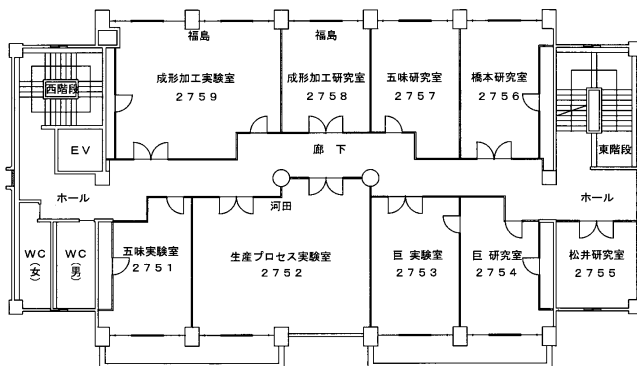 福島
成形加工実験室
2759
福島
成形加工研究室
2758
五味研究室
2757
橋本研究室
2756
西階段
EV
東階段
廊 下
ホール
ホール
河田
WC
(女)
WC
(男)
五味実験室
2751
生産プロセス実験室
2752
巨 実験室
2753
巨 研究室
2754
松井研究室
2755